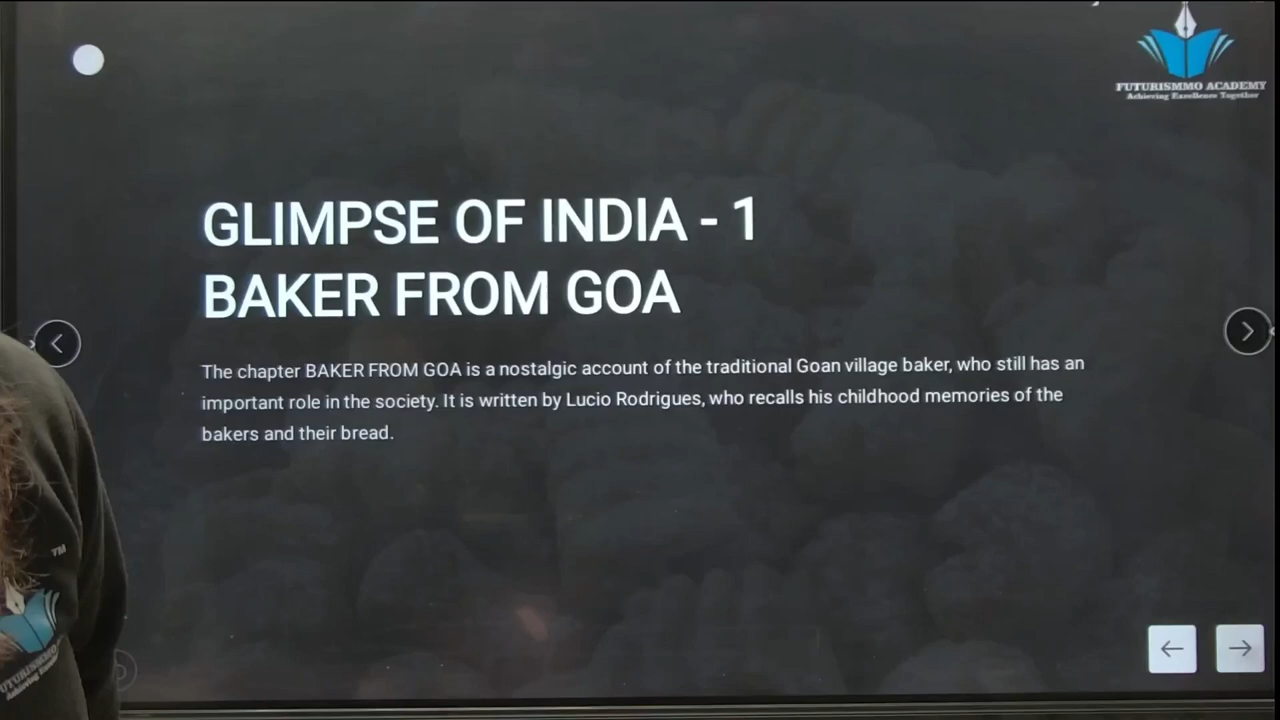 FUTURISMMO ACADEMY
Achieving Excellence Together
GLIMPSE OF INDIA - 1
BAKER FROM GOA
The chapter BAKER FROM GOA is a nostalgic account of the traditional Goan village baker, who still has an
important role in the society. It is written by Lucio Rodrigues, who recalls his childhood memories of the
bakers and their bread.
TM